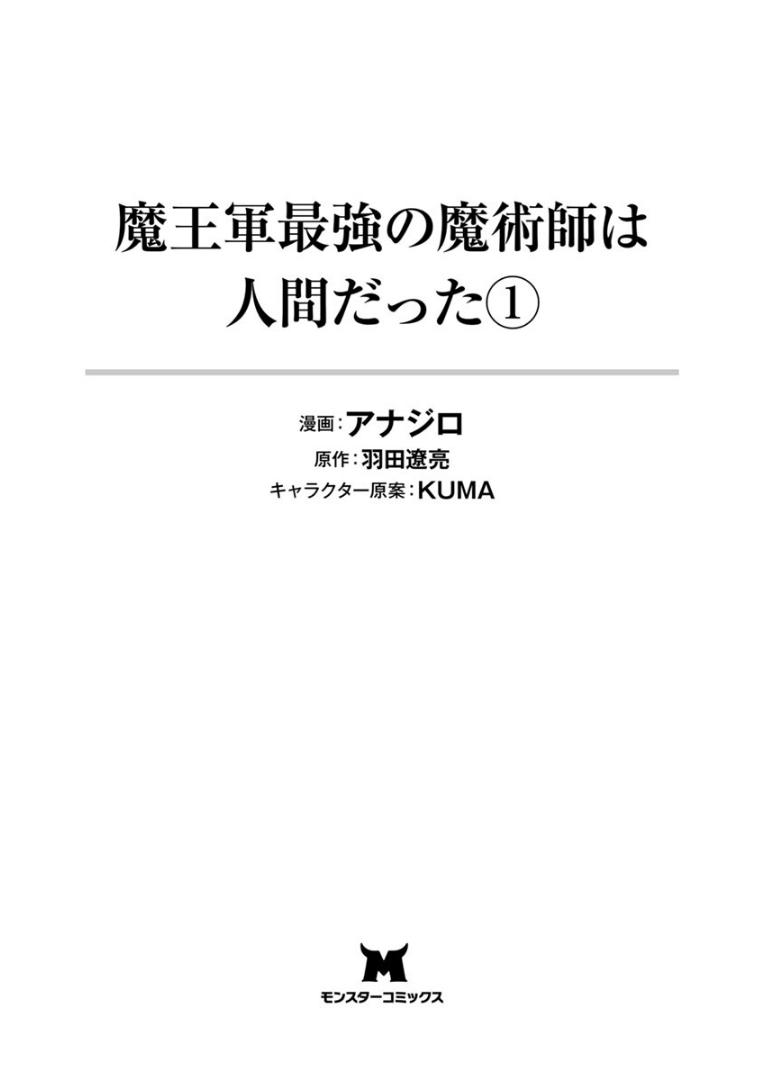 魔王軍最強の魔術師は
人間だった①
漫画：アナジロ
原作：羽田遼亮
キャラクター原案：KUMA
M
モンスターコミックス